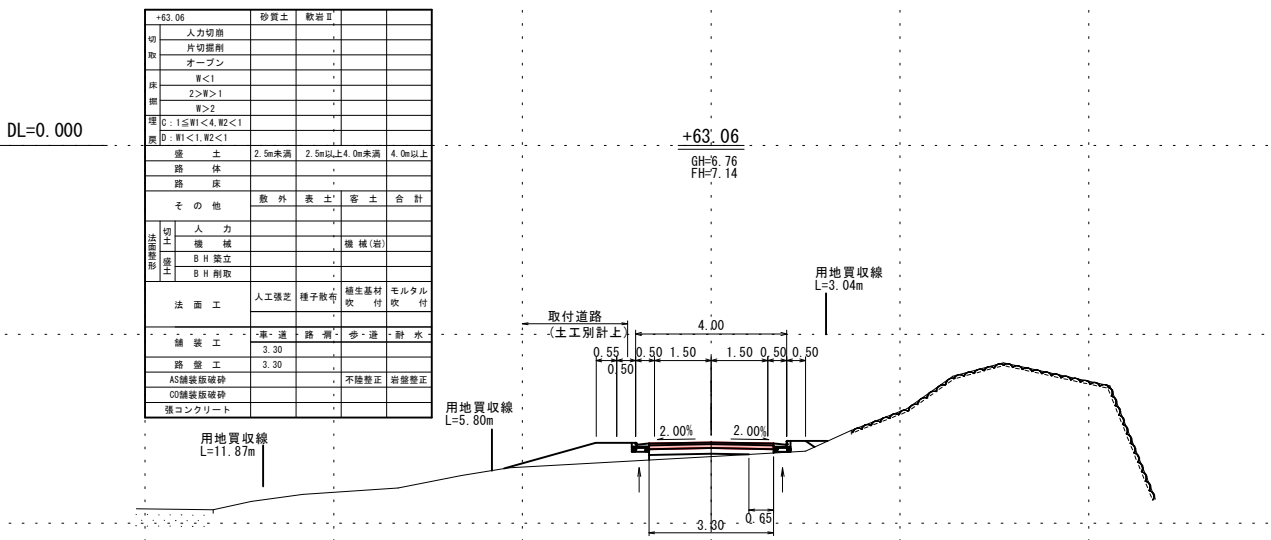 +63.06 砂質土 軟岩Ⅱ
切取 人力切崩
片切掘削
オープン
床掘 W<1
2>W>1
W>2
埋戻 C：1≦W1<4,W2<1
D：W1<1,W2<1
盛土 2.5m未満 2.5m以上4.0m未満 4.0m以上
路体
路床
その他 敷外 表土 客土 合計
法面整形 切土 人力
機械 機械(岩)
盛土 BH築立
BH削取
法面工 人工張芝 種子散布 植生基材吹付 モルタル吹付
舗装工 車道 路肩 歩道 耐水
3.30
路盤工 3.30
AS舗装版破砕 不陸整正 岩盤整正
CO舗装版破砕
張コンクリート
DL=0.000
+63.06
GH=6.76
FH=7.14
用地買収線
L=3.04m
取付道路
(土工別計上)
4.00
0.55 0.50 0.50 1.50 1.50 0.50 0.50
2.00% 2.00%
用地買収線
L=5.80m
用地買収線
L=11.87m
0.65
3.30